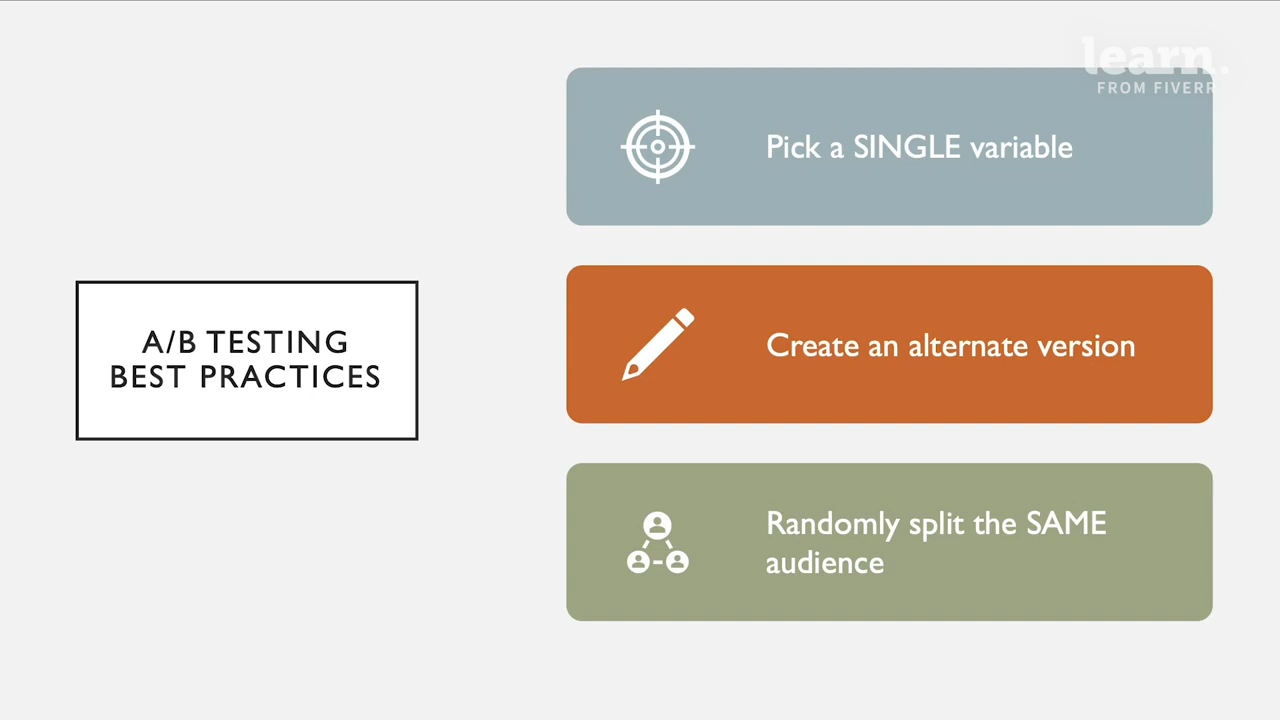 learn.
FROM FIVERR
Pick a SINGLE variable
A/B TESTING
BEST PRACTICES
Create an alternate version
Randomly split the SAME
audience